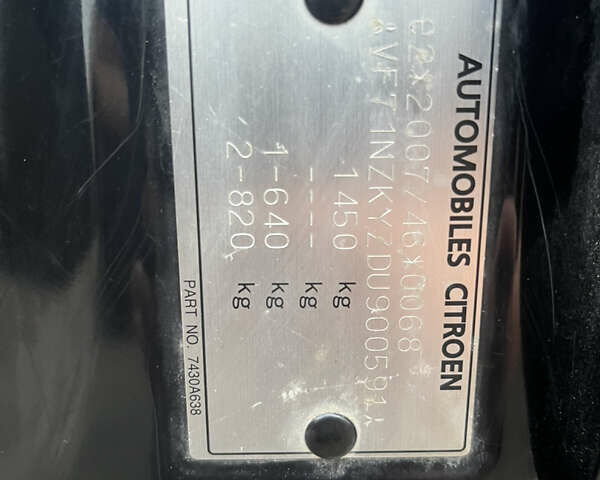 AUTOMOBILES CITROEN
e2*2007/46*0068
*VF71NZKYZDU900591*
1450 kg
---- kg
1-640 kg
2-820 kg
PART NO. 7430A638